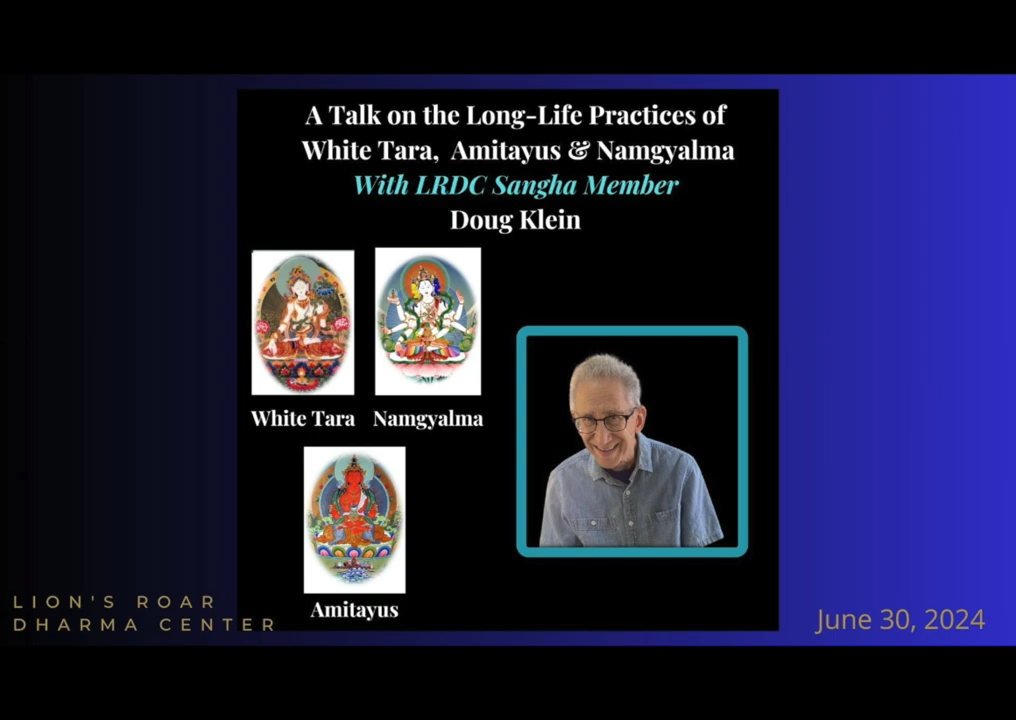 A Talk on the Long-Life Practices of
White Tara, Amitayus & Namgyalma
With LRDC Sangha Member
Doug Klein
White Tara
Namgyalma
Amitayus
LION'S ROAR
DHARMA CENTER
June 30, 2024